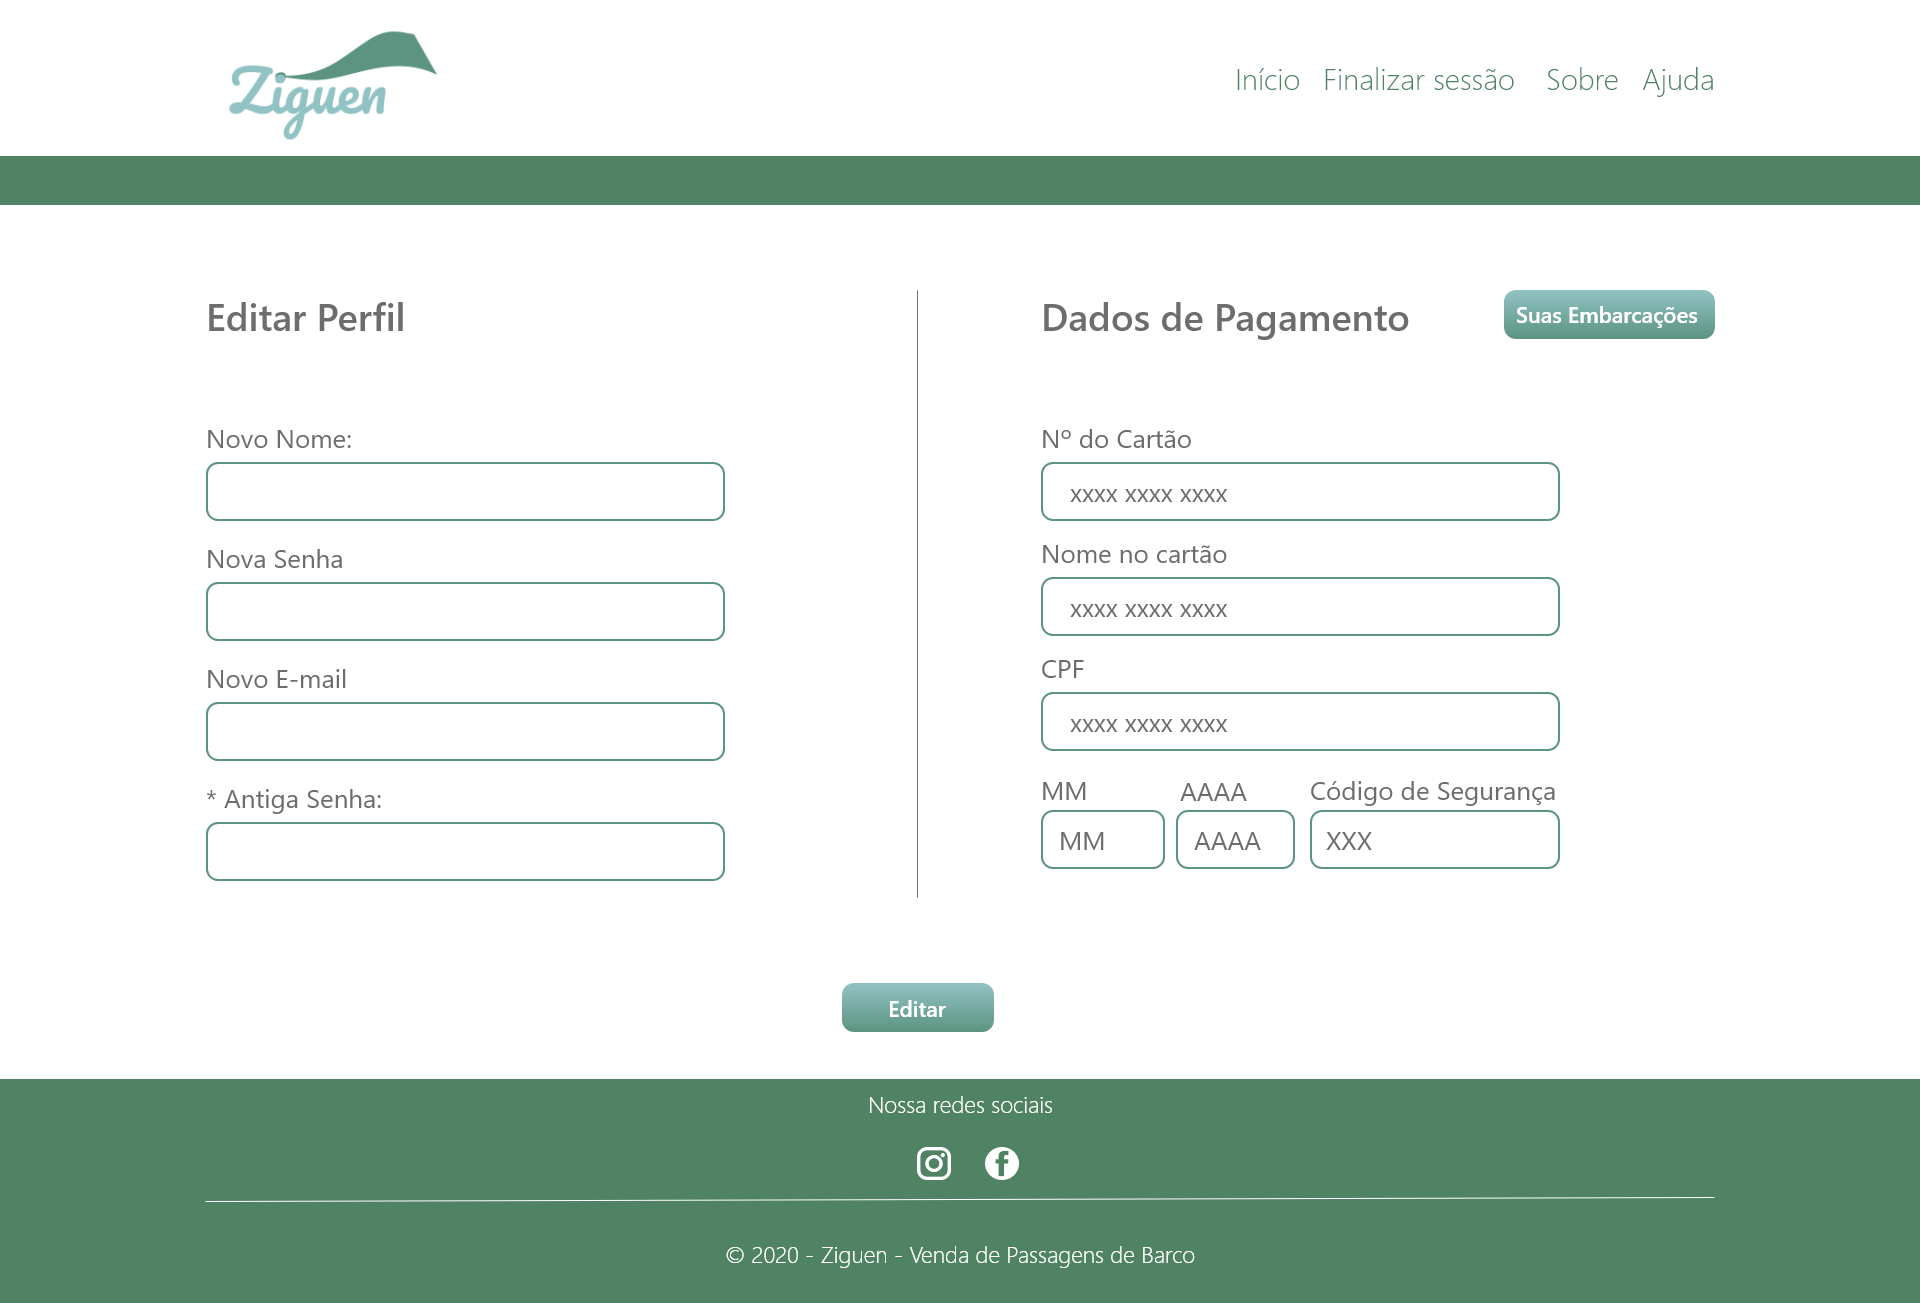 Ziguen
Início Finalizar sessão Sobre Ajuda
Editar Perfil
Novo Nome:
Nova Senha
Novo E-mail
* Antiga Senha:
Dados de Pagamento
Suas Embarcações
Nº do Cartão
xxxx xxxx xxxx
Nome no cartão
xxxx xxxx xxxx
CPF
xxxx xxxx xxxx
MM AAAA Código de Segurança
MM AAAA XXX
Editar
Nossa redes sociais
© 2020 - Ziguen - Venda de Passagens de Barco